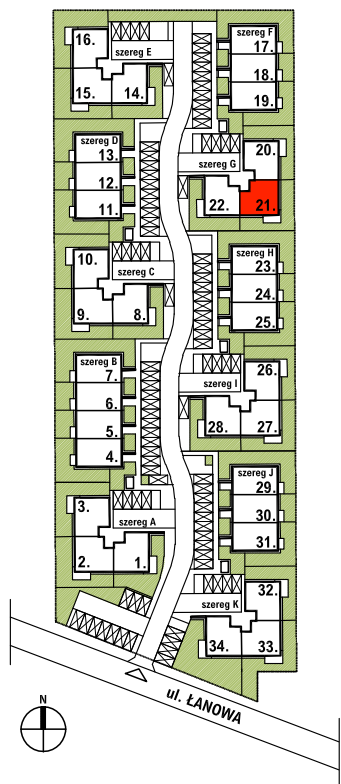 16.
szereg E
15.
14.
szereg F
17.
18.
19.
szereg D
13.
12.
11.
szereg G
20.
22.
21.
10.
szereg C
9.
8.
szereg H
23.
24.
25.
szereg B
7.
6.
5.
4.
26.
szereg I
28.
27.
3.
szereg A
2.
1.
szereg J
29.
30.
31.
szereg K
32.
34.
33.
ul. ŁANOWA
N